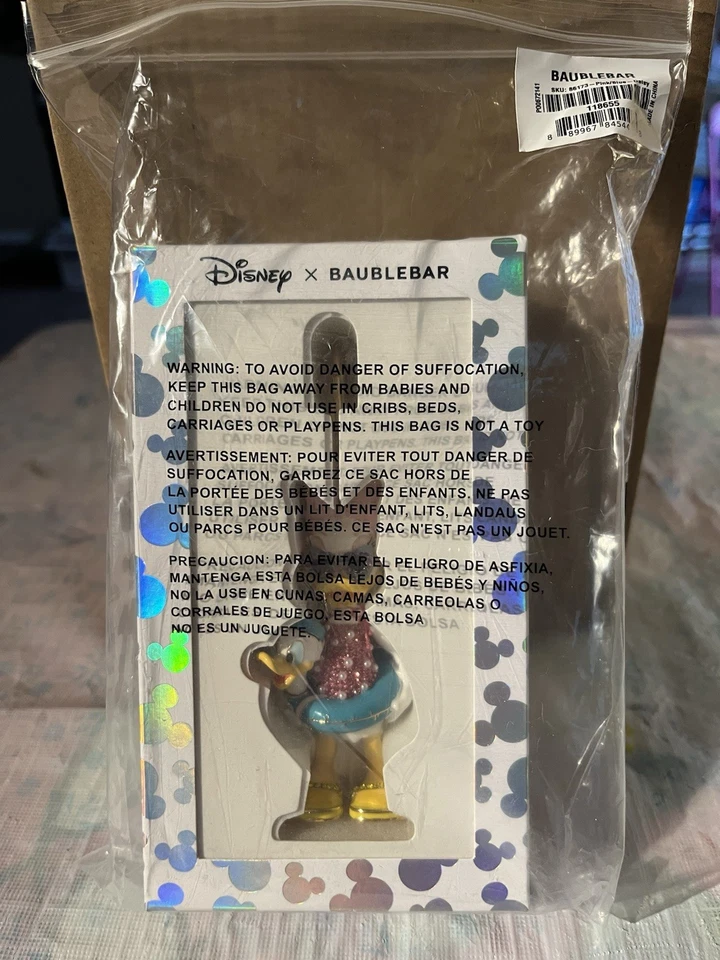 BAUBLEBAR
118655
8 89967 8454
Disney × BAUBLEBAR
WARNING: TO AVOID DANGER OF SUFFOCATION,
KEEP THIS BAG AWAY FROM BABIES AND
CHILDREN DO NOT USE IN CRIBS, BEDS,
CARRIAGES OR PLAYPENS. THIS BAG IS NOT A TOY
AVERTISSEMENT: POUR EVITER TOUT DANGER DE
SUFFOCATION, GARDEZ CE SAC HORS DE
LA PORTÉE DES BEBÉS ET DES ENFANTS. NE PAS
UTILISER DANS UN LIT D'ENFANT, LITS, LANDAUS
OU PARCS POUR BÉBÉS. CE SAC N'EST PAS UN JOUET.
PRECAUCION: PARA EVITAR EL PELIGRO DE ASFIXIA,
MANTENGA ESTA BOLSA LEJOS DE BEBÉS Y NIÑOS,
NO LA USE EN CUNAS, CAMAS, CARREOLAS O
CORRALES DE JUEGO, ESTA BOLSA
NO ES UN JUGUETE.